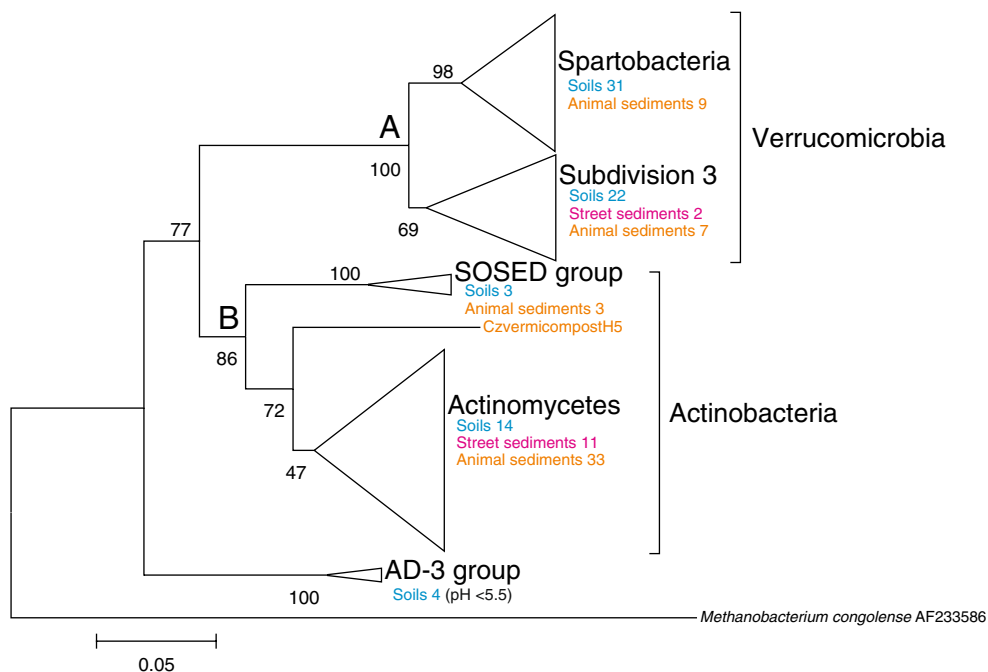 98
Spartobacteria
Soils 31
Animal sediments 9
A
Verrucomicrobia
100
Subdivision 3
Soils 22
Street sediments 2
Animal sediments 7
69
77
100
SOSED group
Soils 3
Animal sediments 3
CzvermicompostH5
B
86
72
Actinomycetes
Soils 14
Street sediments 11
Animal sediments 33
Actinobacteria
47
AD-3 group
Soils 4 (pH <5.5)
100
Methanobacterium congolense AF233586
0.05